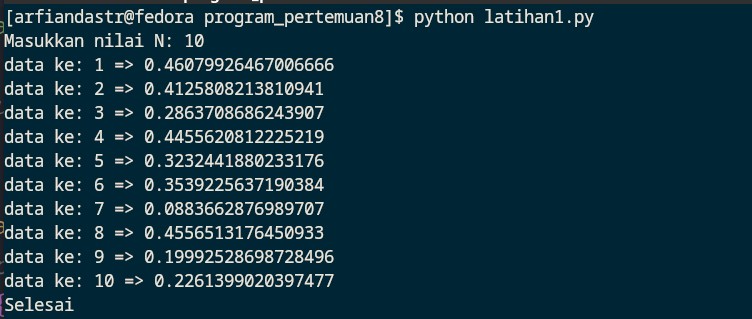 [arfiandastr@fedora program_pertemuan8]$ python latihan1.py
Masukkan nilai N: 10
data ke: 1 => 0.46079926467006666
data ke: 2 => 0.4125808213810941
data ke: 3 => 0.2863708686243907
data ke: 4 => 0.4455620812225219
data ke: 5 => 0.3232441880233176
data ke: 6 => 0.3539225637190384
data ke: 7 => 0.0883662876989707
data ke: 8 => 0.4556513176450933
data ke: 9 => 0.19992528698728496
data ke: 10 => 0.2261399020397477
Selesai